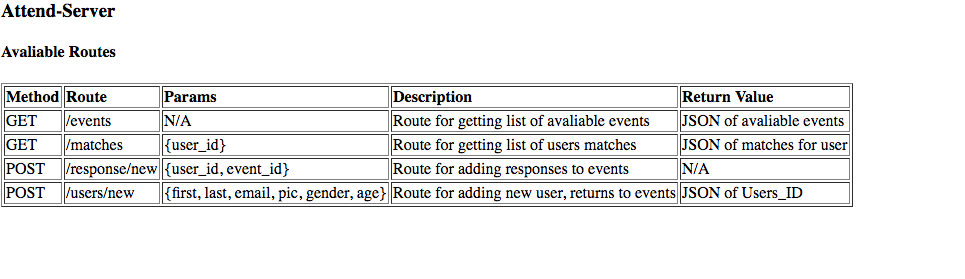 Attend-Server
Avaliable Routes
Method Route Params Description Return Value
GET /events N/A Route for getting list of avaliable events JSON of avaliable events
GET /matches {user_id} Route for getting list of users matches JSON of matches for user
POST /response/new {user_id, event_id} Route for adding responses to events N/A
POST /users/new {first, last, email, pic, gender, age} Route for adding new user, returns to events JSON of Users_ID